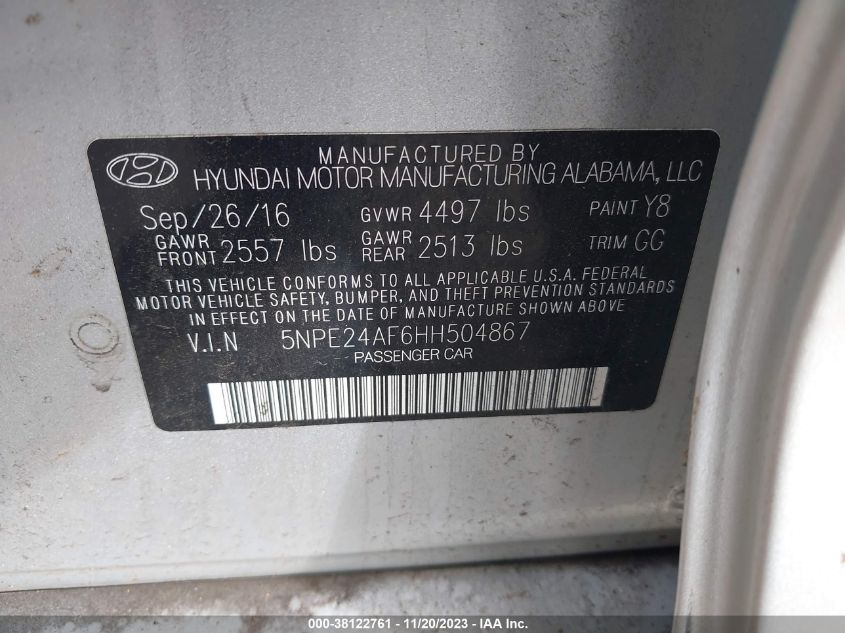 MANUFACTURED BY
HYUNDAI MOTOR MANUFACTURING ALABAMA, LLC
Sep/26/16 GVWR 4497 lbs PAINT Y8
GAWR FRONT 2557 lbs GAWR REAR 2513 lbs TRIM GG
THIS VEHICLE CONFORMS TO ALL APPLICABLE U.S.A. FEDERAL
MOTOR VEHICLE SAFETY, BUMPER, AND THEFT PREVENTION STANDARDS
IN EFFECT ON THE DATE OF MANUFACTURE SHOWN ABOVE
V.I.N 5NPE24AF6HH504867
PASSENGER CAR
000-38122761 - 11/20/2023 - IAA Inc.